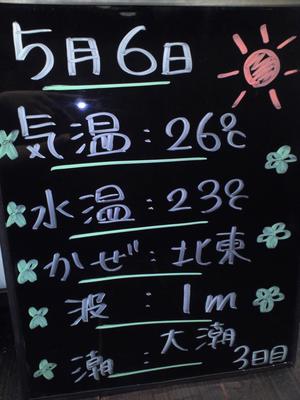 5月6日
気温：26℃
水温：23℃
かぜ：北東
波：1m
潮：大潮
3日目